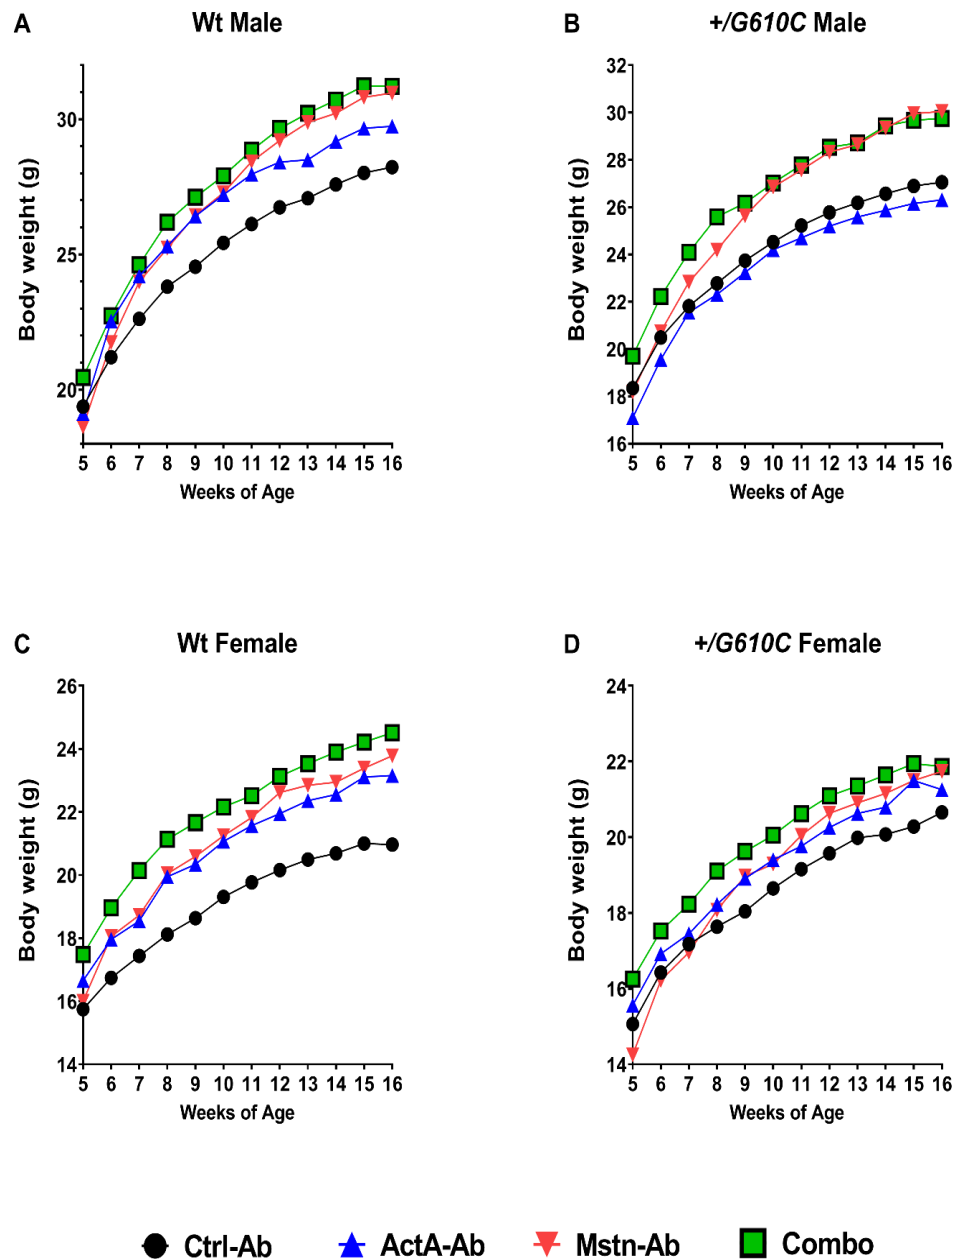 A
Wt Male
Body weight (g)
30
25
20
5 6 7 8 9 10 11 12 13 14 15 16
Weeks of Age
B
+/G610C Male
Body weight (g)
32
30
28
26
24
22
20
18
16
5 6 7 8 9 10 11 12 13 14 15 16
Weeks of Age
C
Wt Female
Body weight (g)
26
24
22
20
18
16
14
5 6 7 8 9 10 11 12 13 14 15 16
Weeks of Age
D
+/G610C Female
Body weight (g)
24
22
20
18
16
14
5 6 7 8 9 10 11 12 13 14 15 16
Weeks of Age
Ctrl-Ab ActA-Ab Mstn-Ab Combo